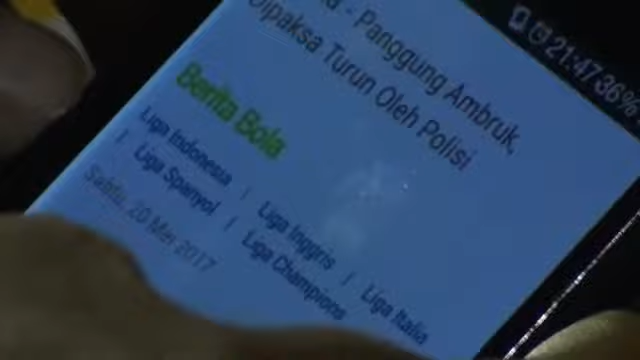 21:47 36%
- Panggung Ambruk,
Dipaksa Turun Oleh Polisi
Berita Bola
Liga Indonesia | Liga Inggris | Liga Italia
| Liga Spanyol | Liga Champions
Sabtu, 20 Mei 2017